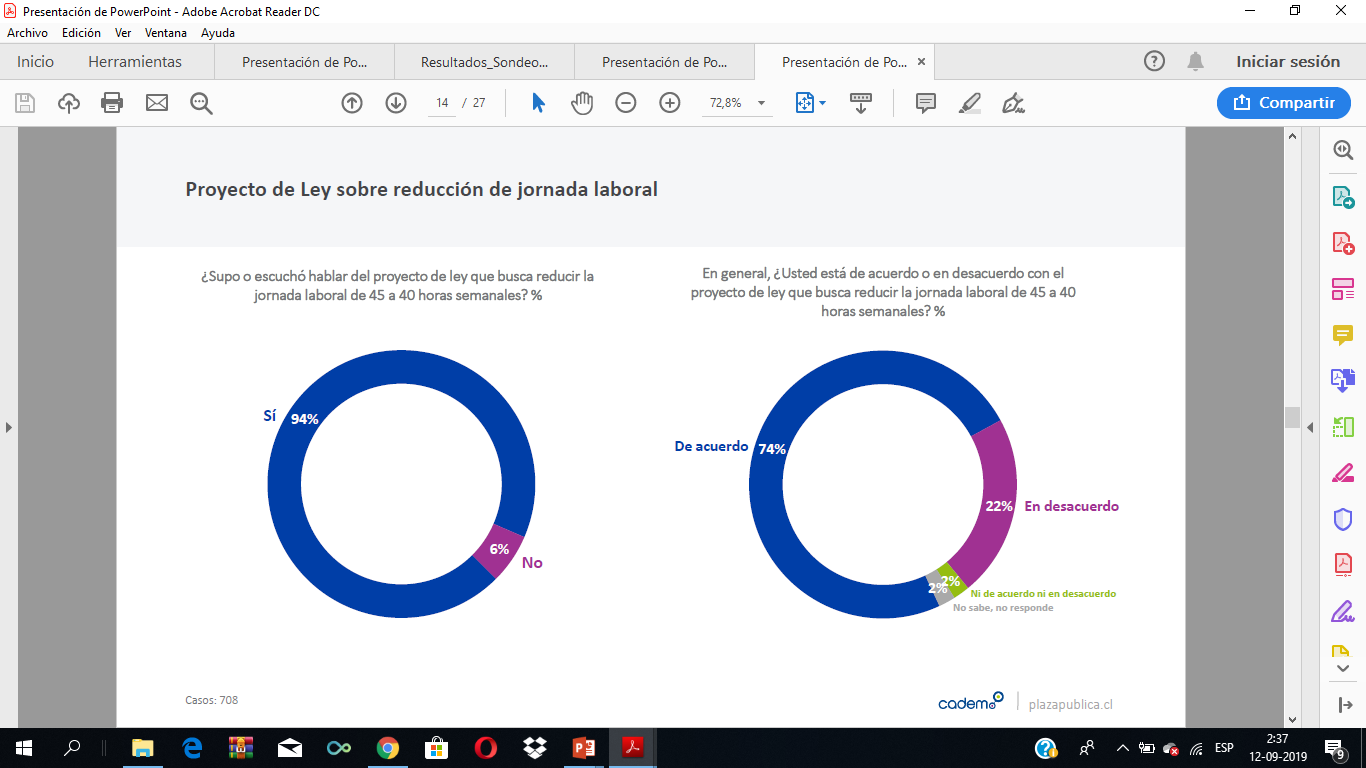 Presentación de PowerPoint - Adobe Acrobat Reader DC
Archivo Edición Ver Ventana Ayuda
Inicio Herramientas Presentación de Po... Resultados_Sondeo... Presentación de Po... Presentación de Po... × Iniciar sesión
14 / 27 72,8% Compartir
Proyecto de Ley sobre reducción de jornada laboral
¿Supo o escuchó hablar del proyecto de ley que busca reducir la
jornada laboral de 45 a 40 horas semanales? %
Sí
94%
6%
No
En general, ¿Usted está de acuerdo o en desacuerdo con el
proyecto de ley que busca reducir la jornada laboral de 45 a 40
horas semanales? %
De acuerdo
74%
22%
En desacuerdo
2%
Ni de acuerdo ni en desacuerdo
2%
No sabe, no responde
Casos: 708
cadem
plazapublica.cl
ESP
2:37
12-09-2019
9